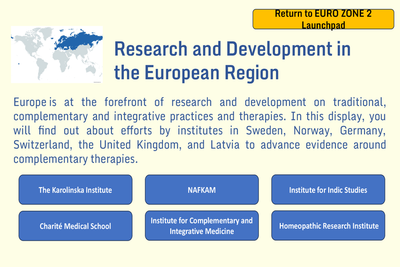 Return to EURO ZONE 2
Launchpad
Research and Development in
the European Region
Europe is at the forefront of research and development on traditional,
complementary and integrative practices and therapies. In this display, you
will find out about efforts by institutes in Sweden, Norway, Germany,
Switzerland, the United Kingdom, and Latvia to advance evidence around
complementary therapies.
The Karolinska Institute
NAFKAM
Institute for Indic Studies
Charité Medical School
Institute for Complementary and
Integrative Medicine
Homeopathic Research Institute